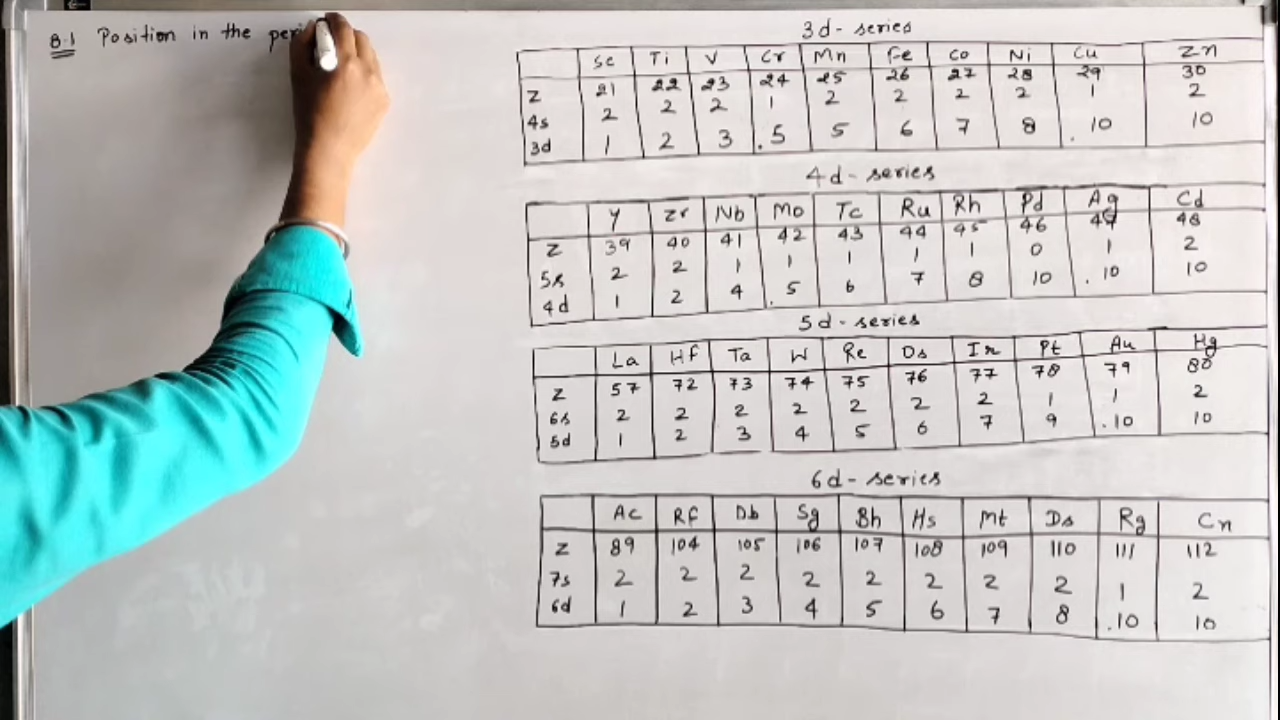 8.1 Position in the peri
3d- series
Sc Ti V Cr Mn Fe Co Ni Cu Zn
Z 21 22 23 24 25 26 27 28 29 30
4s 2 2 2 1 2 2 2 2 1 2
3d 1 2 3 .5 5 6 7 8 .10 10
4d- series
Y Zr Nb Mo Tc Ru Rh Pd Ag Cd
Z 39 40 41 42 43 44 45 46 47 48
5s 2 2 1 1 1 1 1 0 1 2
4d 1 2 4 .5 6 7 8 10 .10 10
5d- series
La Hf Ta W Re Os Ir Pt Au Hg
Z 57 72 73 74 75 76 77 78 79 80
6s 2 2 2 2 2 2 2 1 1 2
5d 1 2 3 4 5 6 7 9 .10 10
6d- series
Ac Rf Db Sg Bh Hs Mt Ds Rg Cn
Z 89 104 105 106 107 108 109 110 111 112
7s 2 2 2 2 2 2 2 2 1 2
6d 1 2 3 4 5 6 7 8 .10 10